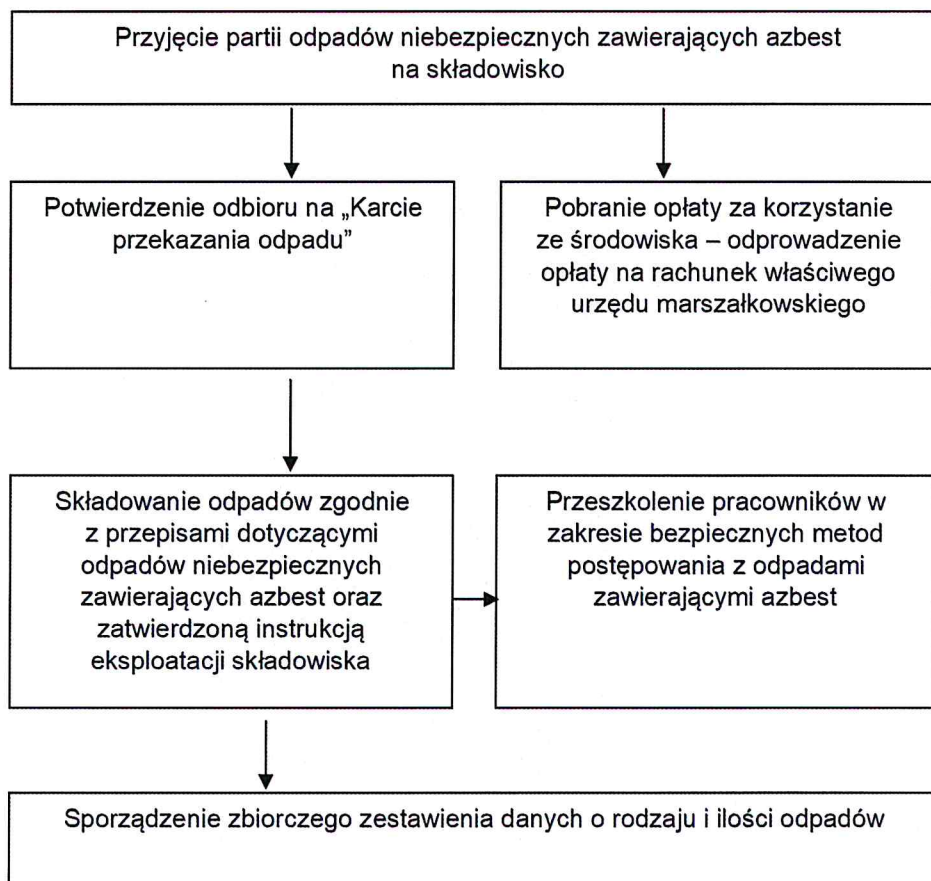 Przyjęcie partii odpadów niebezpiecznych zawierających azbest
na składowisko
Potwierdzenie odbioru na „Karcie
przekazania odpadu”
Pobranie opłaty za korzystanie
ze środowiska – odprowadzenie
opłaty na rachunek właściwego
urzędu marszałkowskiego
Składowanie odpadów zgodnie
z przepisami dotyczącymi
odpadów niebezpiecznych
zawierających azbest oraz
zatwierdzoną instrukcją
eksploatacji składowiska
Przeszkolenie pracowników w
zakresie bezpiecznych metod
postępowania z odpadami
zawierającymi azbest
Sporządzenie zbiorczego zestawienia danych o rodzaju i ilości odpadów